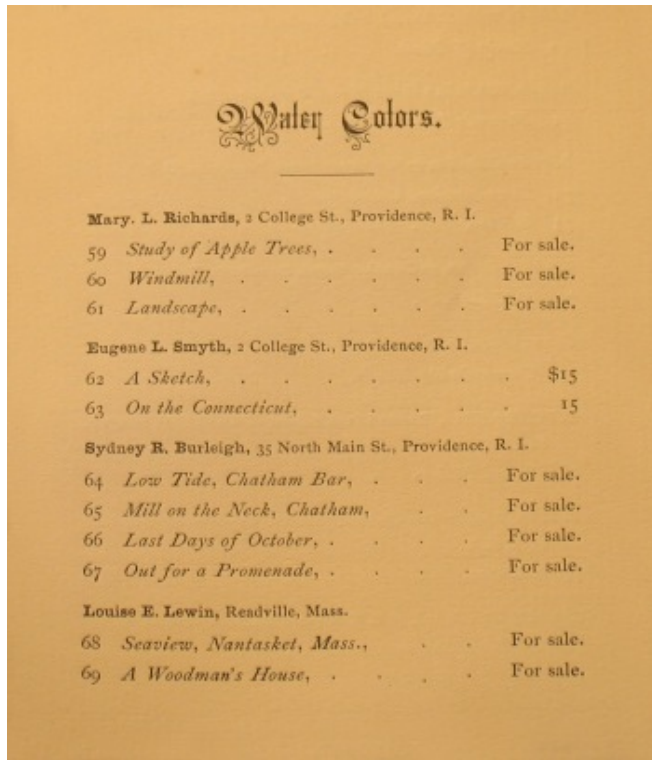 Water Colors.
Mary. L. Richards, 2 College St., Providence, R. I.
59 Study of Apple Trees, . . . . For sale.
60 Windmill, . . . . . . For sale.
61 Landscape, . . . . . . For sale.
Eugene L. Smyth, 2 College St., Providence, R. I.
62 A Sketch, . . . . . . . $15
63 On the Connecticut, . . . . . 15
Sydney R. Burleigh, 35 North Main St., Providence, R. I.
64 Low Tide, Chatham Bar, . . . For sale.
65 Mill on the Neck, Chatham, . . For sale.
66 Last Days of October, . . . . For sale.
67 Out for a Promenade, . . . . For sale.
Louise E. Lewin, Readville, Mass.
68 Seaview, Nantasket, Mass., . . For sale.
69 A Woodman's House, . . . . For sale.